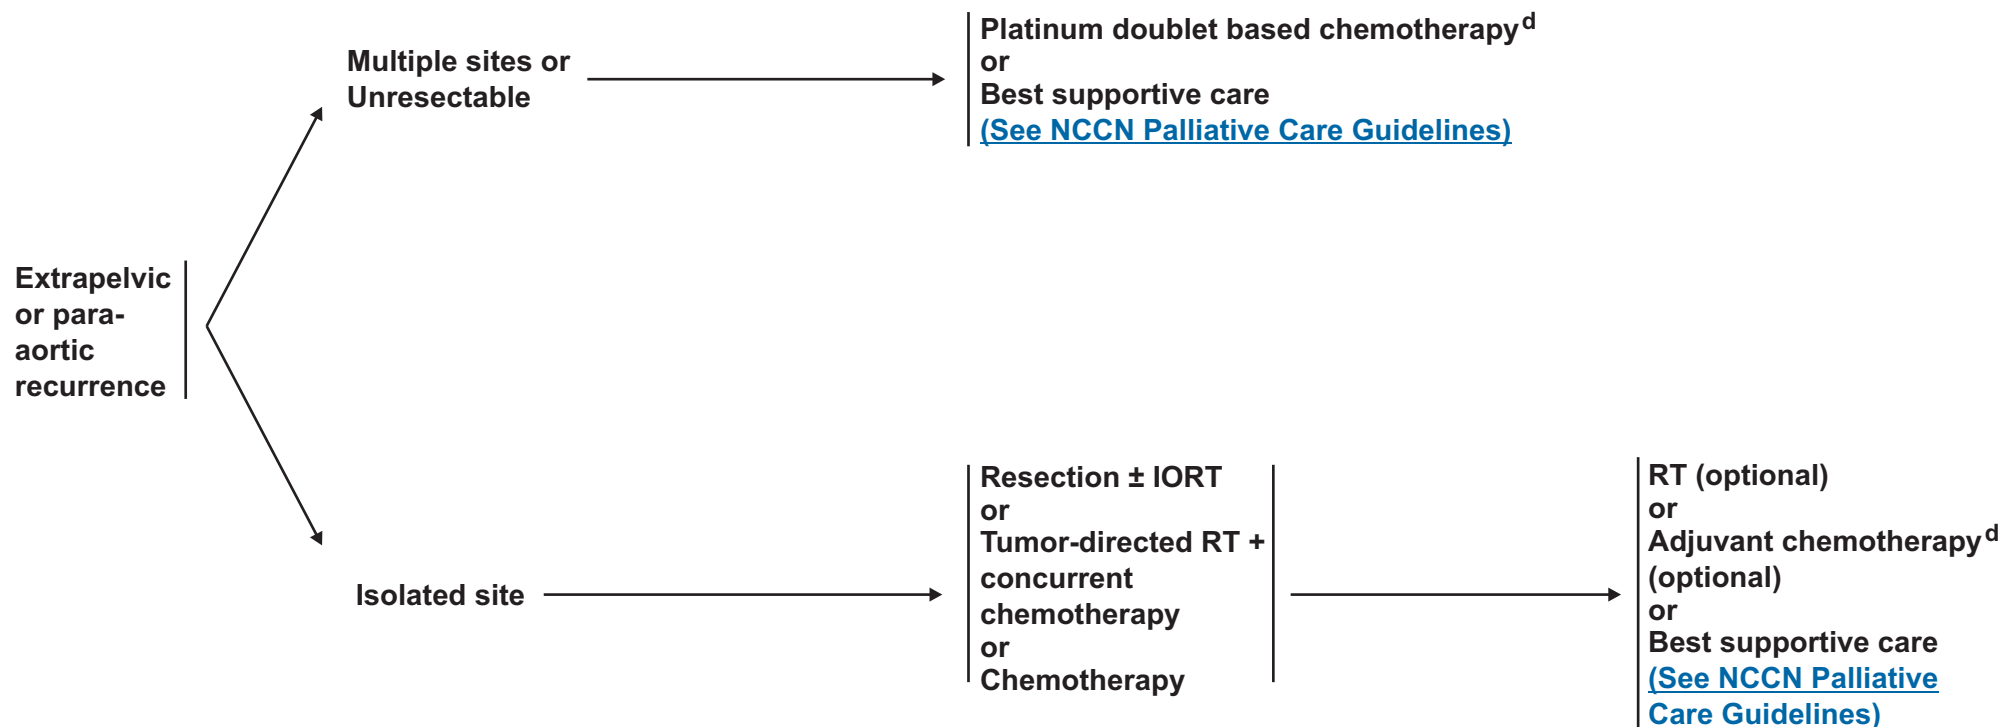 Extrapelvic
or para-
aortic
recurrence
Multiple sites or
Unresectable
Platinum doublet based chemotherapy d
or
Best supportive care
(See NCCN Palliative Care Guidelines)
Isolated site
Resection ± IORT
or
Tumor-directed RT +
concurrent
chemotherapy
or
Chemotherapy
RT (optional)
or
Adjuvant chemotherapy d
(optional)
or
Best supportive care
(See NCCN Palliative
Care Guidelines)